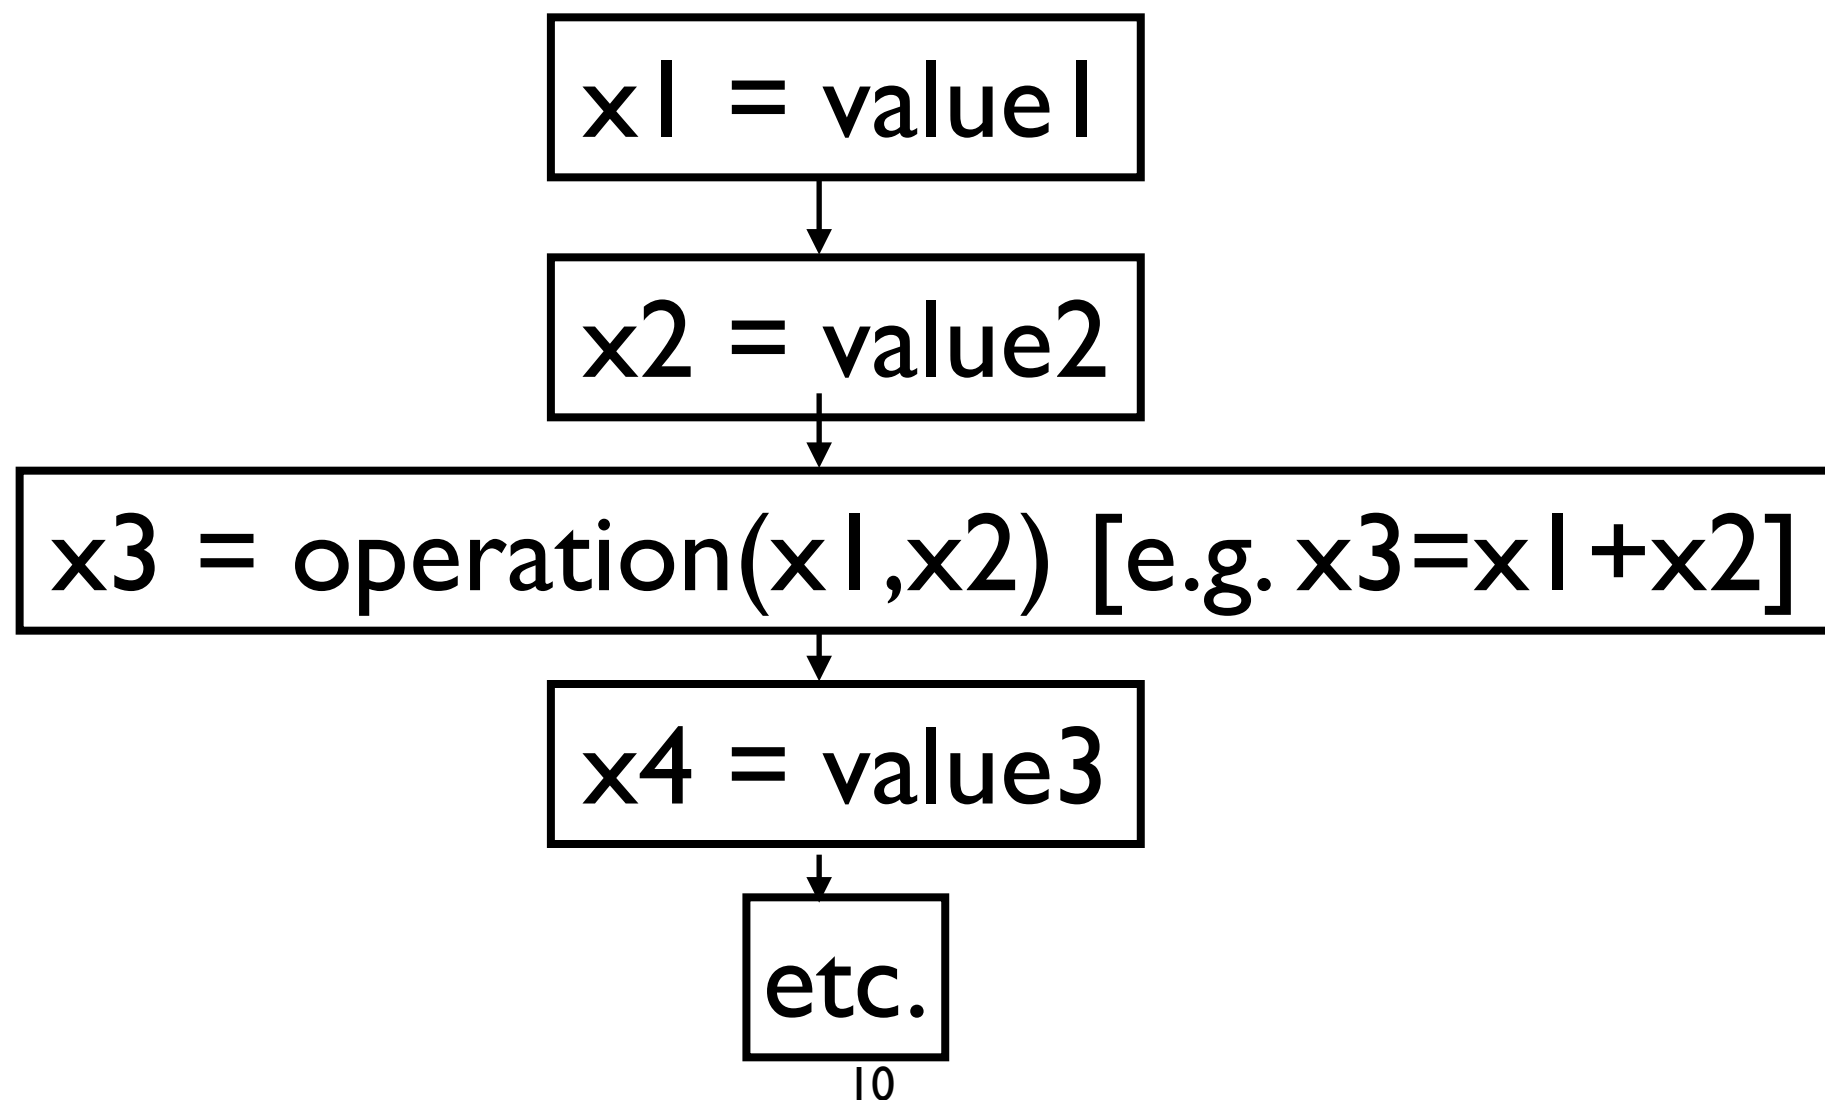 x1 = value1
x2 = value2
x3 = operation(x1,x2) [e.g. x3=x1+x2]
x4 = value3
etc.
10